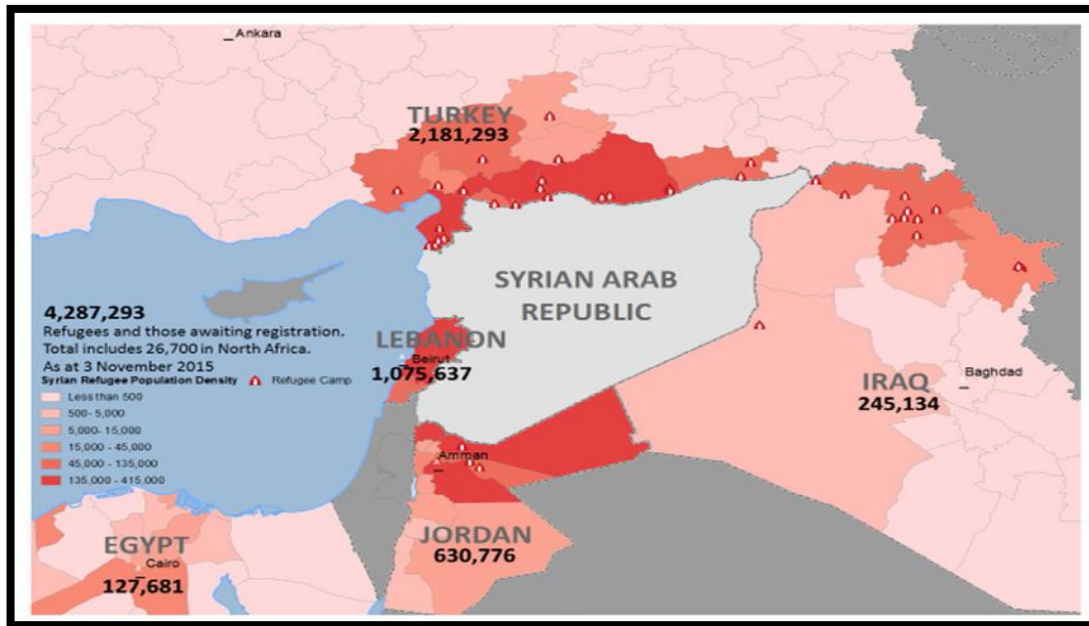 Ankara
TURKEY
2,181,293
SYRIAN ARAB
REPUBLIC
4,287,293
Refugees and those awaiting registration.
Total includes 26,700 in North Africa.
As at 3 November 2015
Syrian Refugee Population Density Refugee Camp
Less than 500
500- 5,000
5,000- 15,000
15,000 - 45,000
45,000 - 135,000
135,000 - 415,000
LEBANON
Beirut
1,075,637
IRAQ
245,134
Baghdad
Amman
JORDAN
630,776
EGYPT
Cairo
127,681